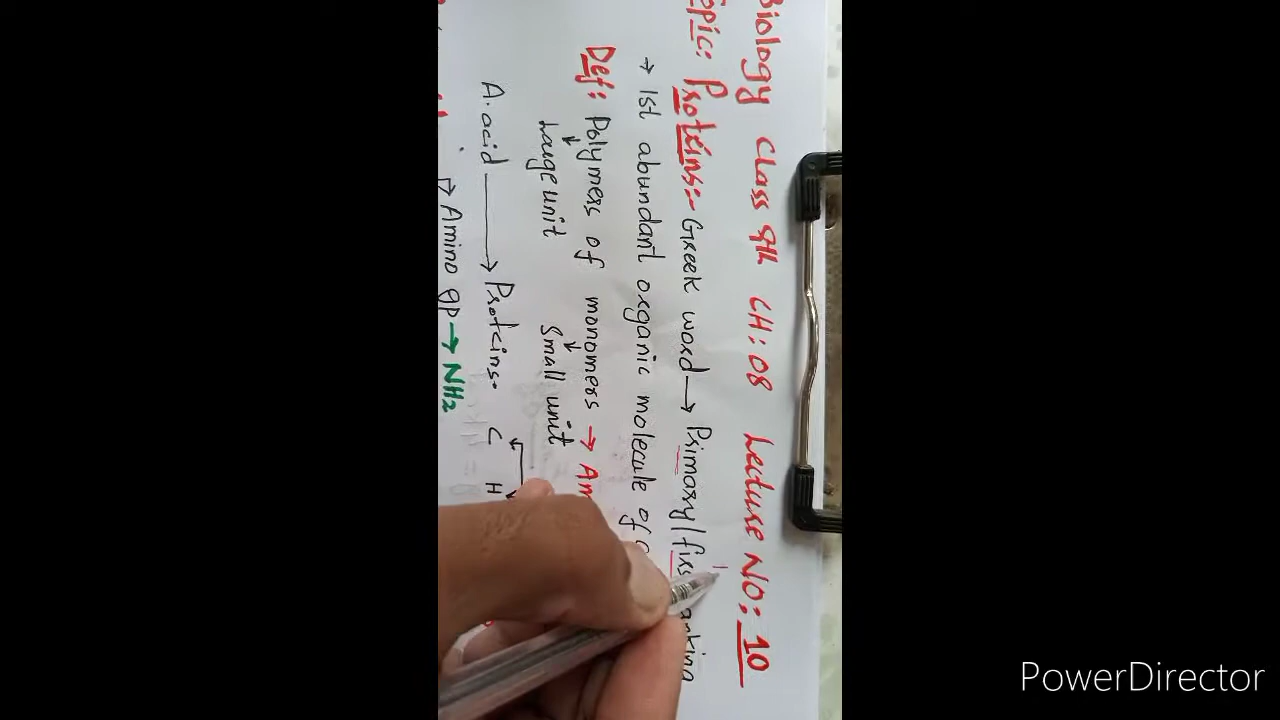 Biology Class 9th CH: 08 Lecture NO: 10
Topic: Proteins:- Greek word → Primary/first ranking
→ 1st abundant organic molecule of
Def: Polymers of monomers → Am
Large unit Small unit
A. acid → Proteins. C H
Amino gp → NH2
PowerDirector